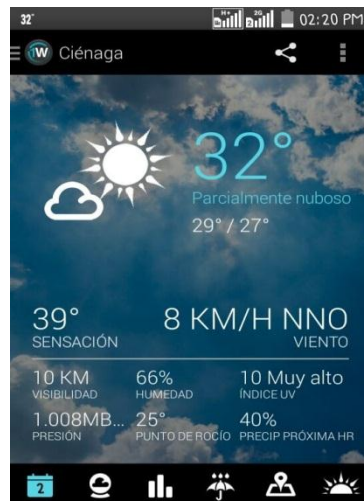 32°
H+
2G
02:20 PM
1W
Ciénaga
32°
Parcialmente nuboso
29° / 27°
39°
SENSACIÓN
8 KM/H NNO
VIENTO
10 KM
VISIBILIDAD
66%
HUMEDAD
10 Muy alto
ÍNDICE UV
1.008MB...
PRESIÓN
25°
PUNTO DE ROCÍO
40%
PRECIP PRÓXIMA HR
2